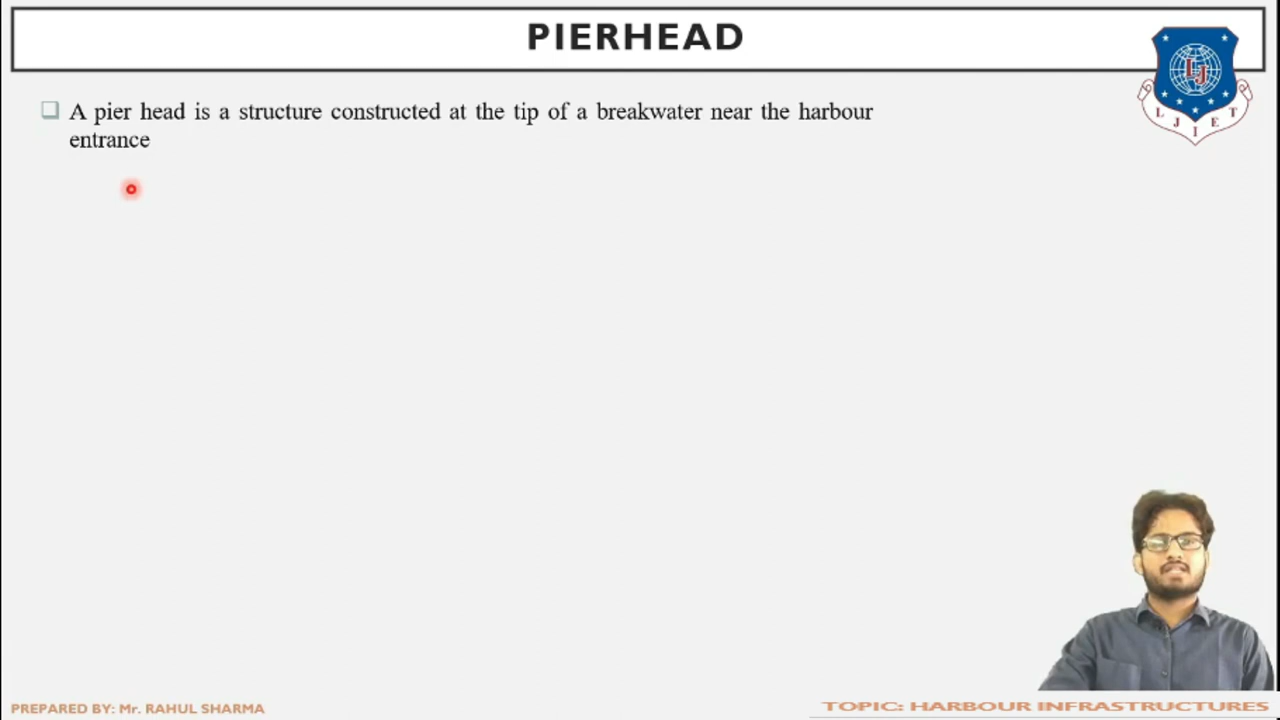 PIERHEAD
A pier head is a structure constructed at the tip of a breakwater near the harbour
entrance
LJ
L J I E T
PREPARED BY: Mr. RAHUL SHARMA
TOPIC: HARBOUR INFRASTRUCTURES